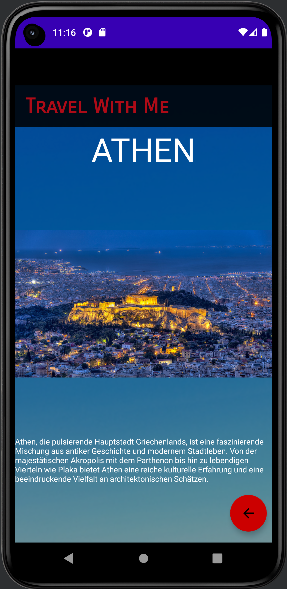 11:16
Travel With Me
ATHEN
Athen, die pulsierende Hauptstadt Griechenlands, ist eine faszinierende
Mischung aus antiker Geschichte und modernem Stadtleben. Von der
majestätischen Akropolis mit dem Parthenon bis hin zu lebendigen
Vierteln wie Plaka bietet Athen eine reiche kulturelle Erfahrung und eine
beeindruckende Vielfalt an architektonischen Schätzen.